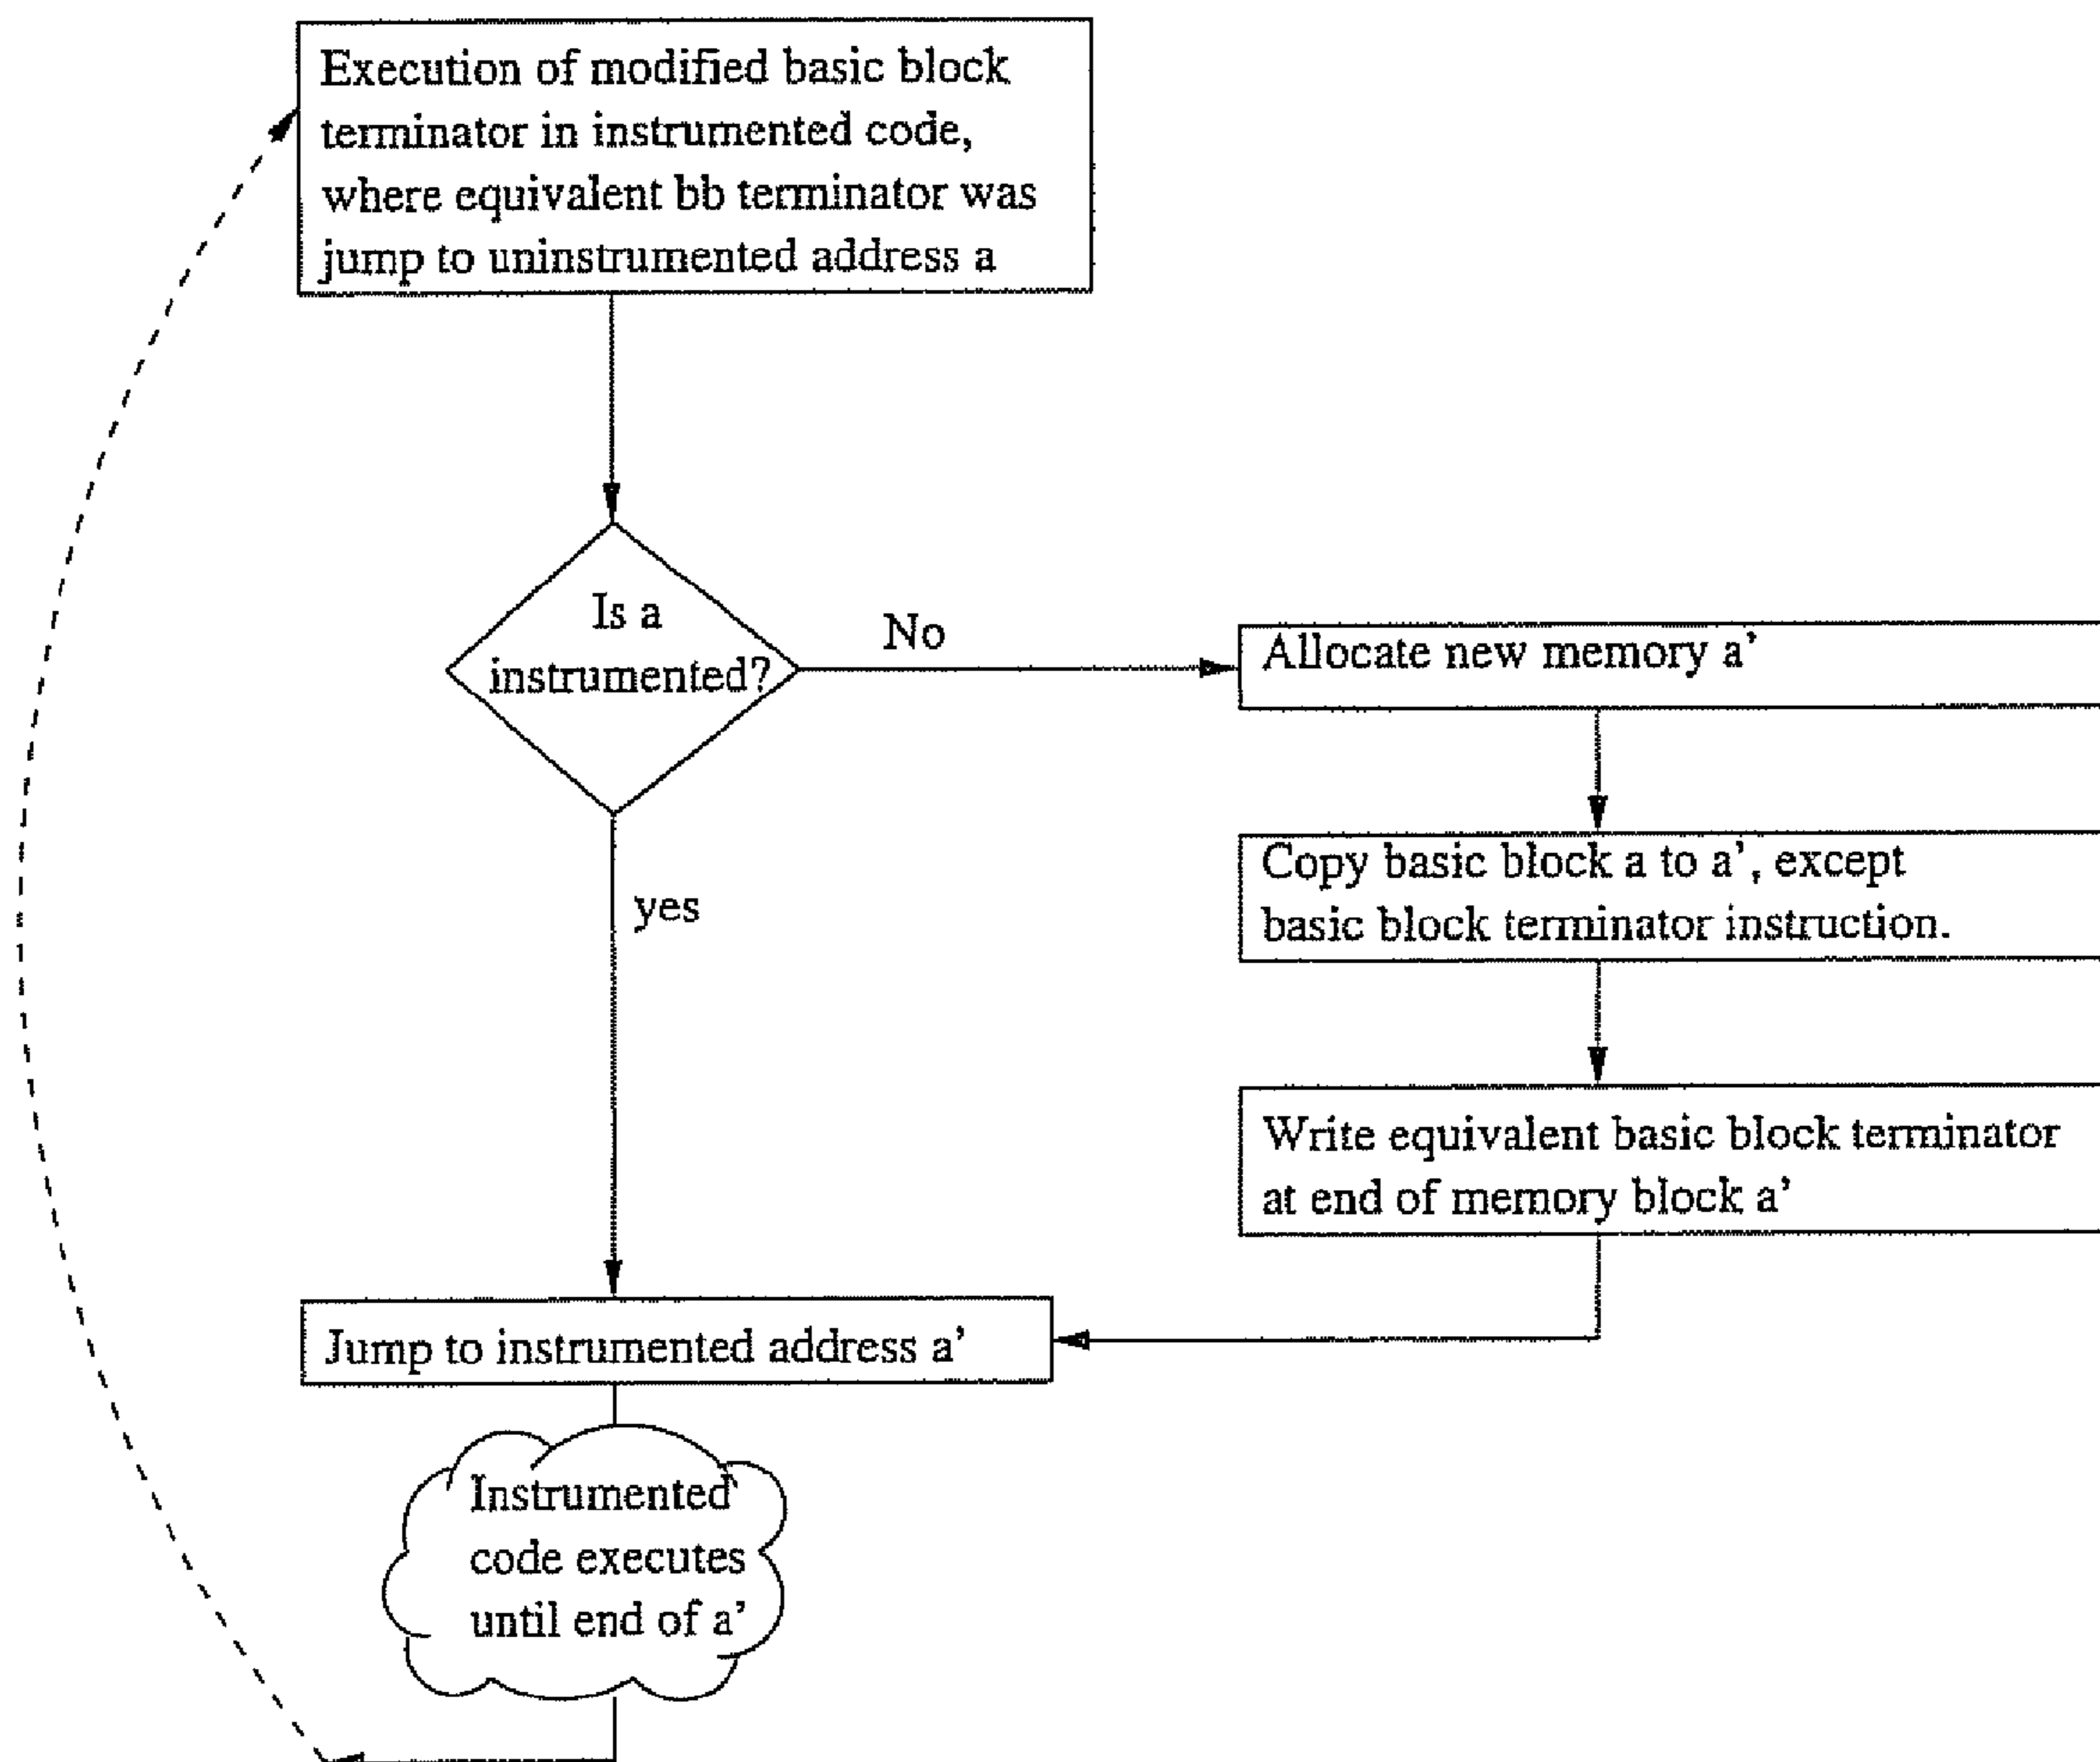 Execution of modified basic block
terminator in instrumented code,
where equivalent bb terminator was
jump to uninstrumented address a
Is a
instrumented?
No
Allocate new memory a’
Copy basic block a to a’, except
basic block terminator instruction.
yes
Write equivalent basic block terminator
at end of memory block a’
Jump to instrumented address a’
Instrumented
code executes
until end of a’